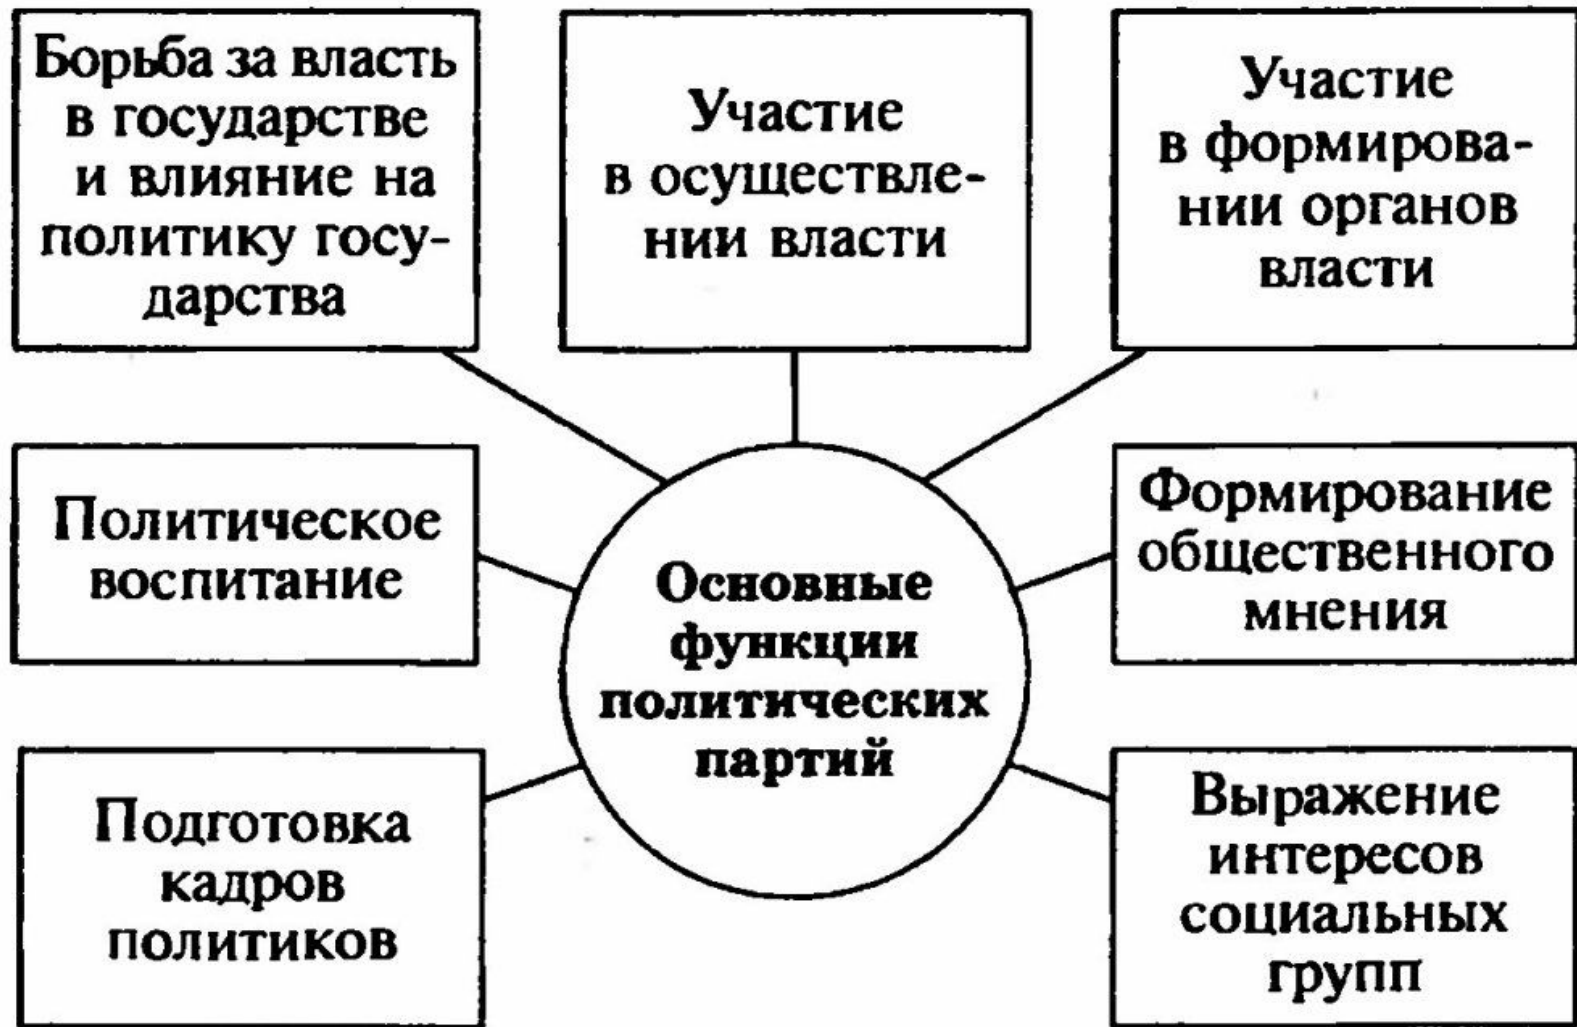 Борьба за власть
в государстве
и влияние на
политику госу-
дарства
Участие
в осуществле-
нии власти
Участие
в формирова-
нии органов
власти
Политическое
воспитание
Основные
функции
политических
партий
Формирование
общественного
мнения
Подготовка
кадров
политиков
Выражение
интересов
социальных
групп